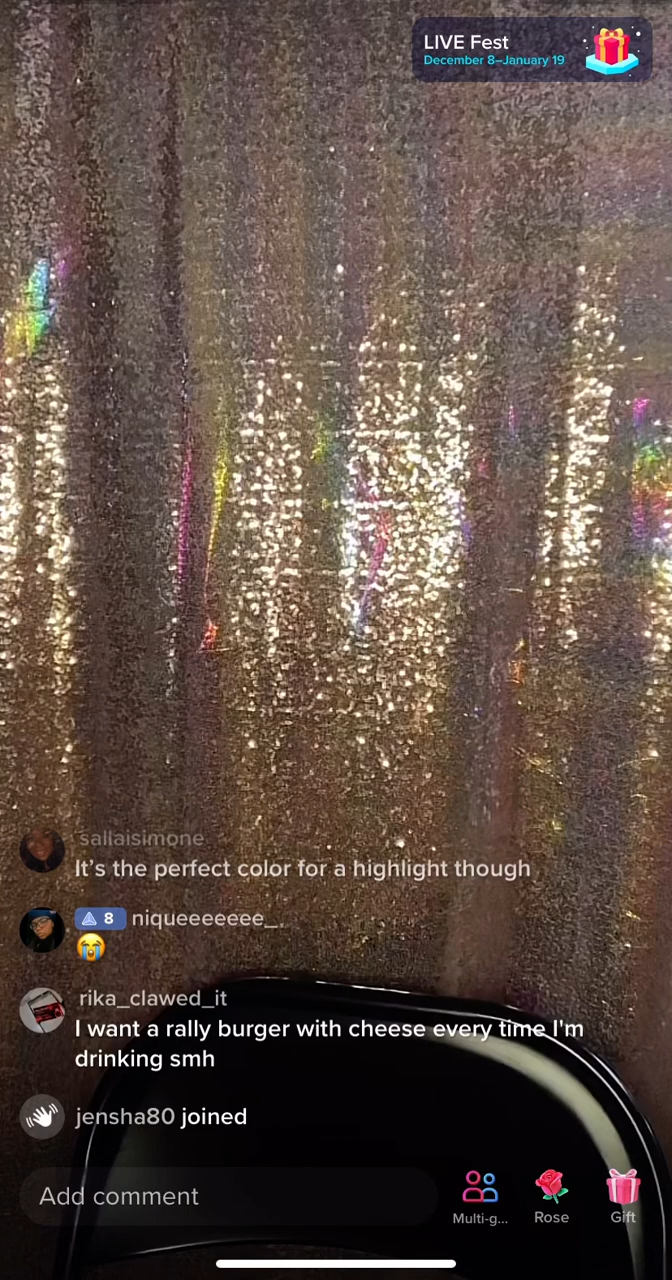 LIVE Fest
December 8–January 19
sallaisimone
It’s the perfect color for a highlight though
8 niqueeeeeee_.
😭
rika_clawed_it
I want a rally burger with cheese every time I'm
drinking smh
jensha80 joined
Add comment
Multi-g...
Rose
Gift